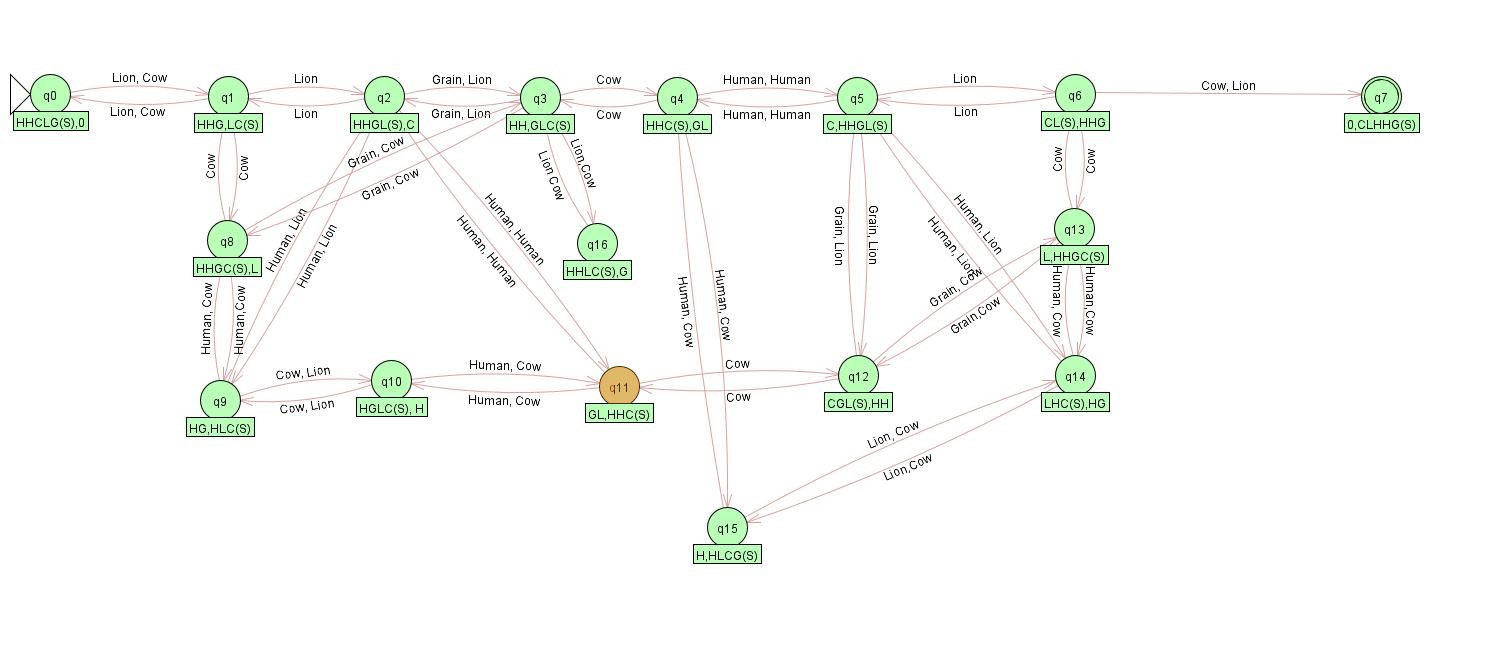 Lion, Cow
Lion
Grain, Lion
Cow
Human, Human
Lion
Cow, Lion
q0
q1
q2
q3
q4
q5
q6
q7
Lion, Cow
Lion
Grain, Lion
Cow
Human, Human
Lion
HHCLG(S),0
HHG,LC(S)
HHGL(S),C
HH,GLC(S)
HHC(S),GL
C,HHGL(S)
CL(S),HHG
0,CLHHG(S)
Cow
Cow
Grain, Cow
Grain, Cow
Lion Cow
Lion,Cow
Cow
Cow
Human, Lion
Human, Lion
Human, Human
Human, Human
Grain, Lion
Grain, Lion
Human, Lion
Human, Lion
q8
q16
q13
HHGC(S),L
HHLC(S),G
L,HHGC(S)
Human, Cow
Human,Cow
Human, Cow
Human, Cow
Grain, Cow
Grain,Cow
Human, Cow
Human,Cow
Cow, Lion
Human, Cow
Cow
q9
q10
q11
q12
q14
Cow, Lion
Human, Cow
Cow
HG,HLC(S)
HGLC(S), H
GL,HHC(S)
CGL(S),HH
LHC(S),HG
Lion, Cow
Lion,Cow
q15
H,HLCG(S)